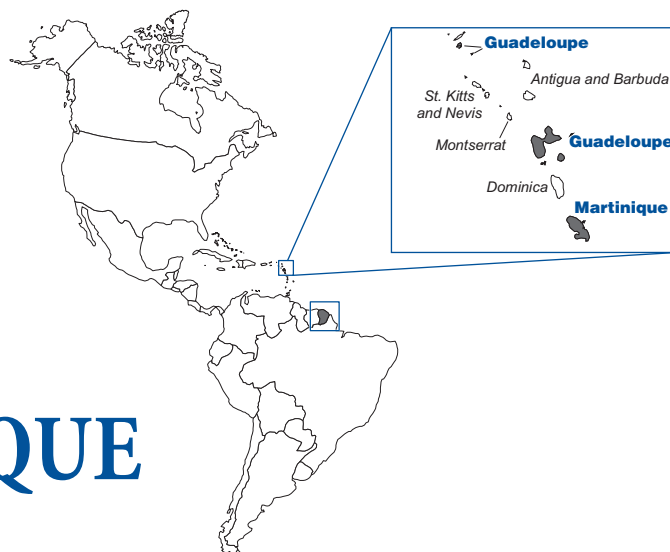 Guadeloupe
Antigua and Barbuda
St. Kitts
and Nevis
Montserrat
Guadeloupe
Dominica
Martinique
QUE